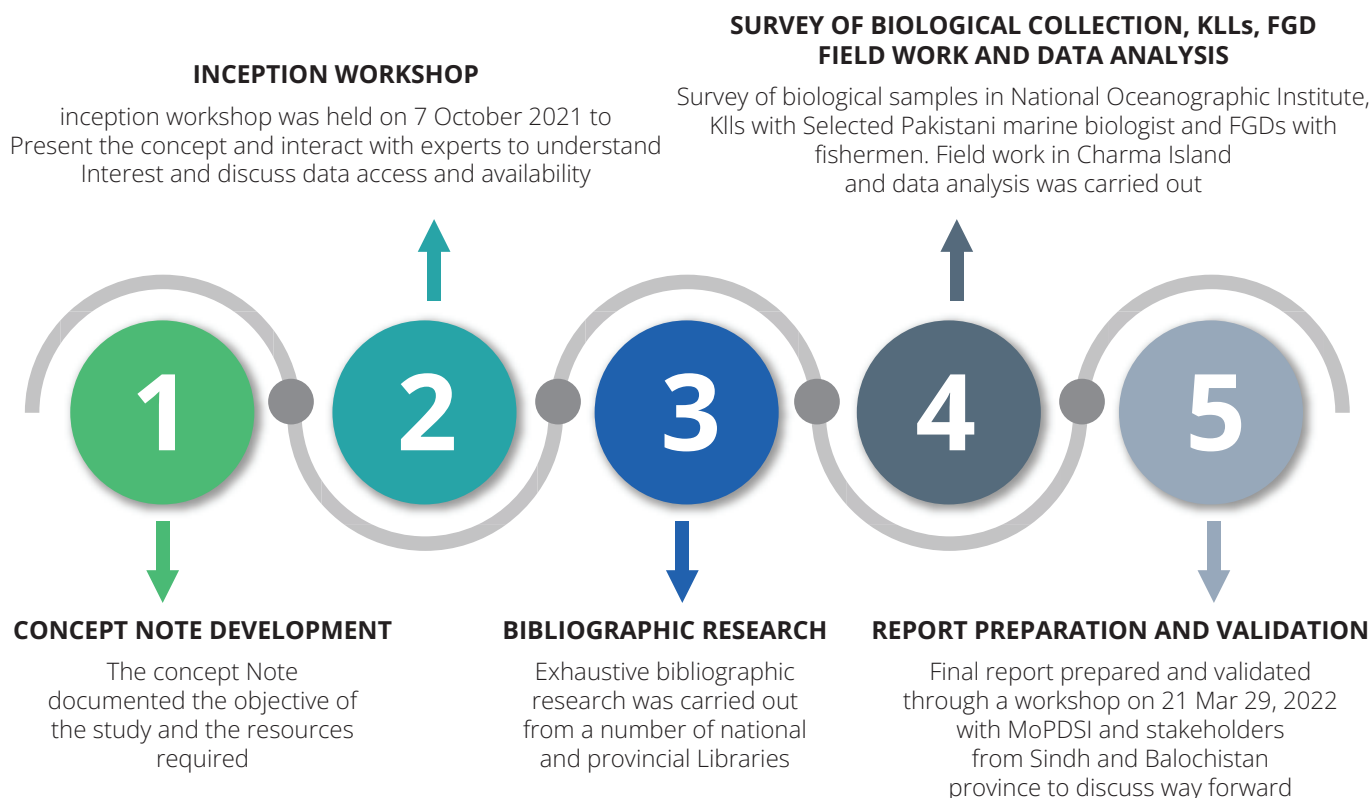 1
CONCEPT NOTE DEVELOPMENT
The concept Note
documented the objective of
the study and the resources
required
2
INCEPTION WORKSHOP
inception workshop was held on 7 October 2021 to
Present the concept and interact with experts to understand
Interest and discuss data access and availability
3
BIBLIOGRAPHIC RESEARCH
Exhaustive bibliographic
research was carried out
from a number of national
and provincial Libraries
4
SURVEY OF BIOLOGICAL COLLECTION, KLLs, FGD
FIELD WORK AND DATA ANALYSIS
Survey of biological samples in National Oceanographic Institute,
Klls with Selected Pakistani marine biologist and FGDs with
fishermen. Field work in Charma Island
and data analysis was carried out
5
REPORT PREPARATION AND VALIDATION
Final report prepared and validated
through a workshop on 21 Mar 29, 2022
with MoPDSI and stakeholders
from Sindh and Balochistan
province to discuss way forward